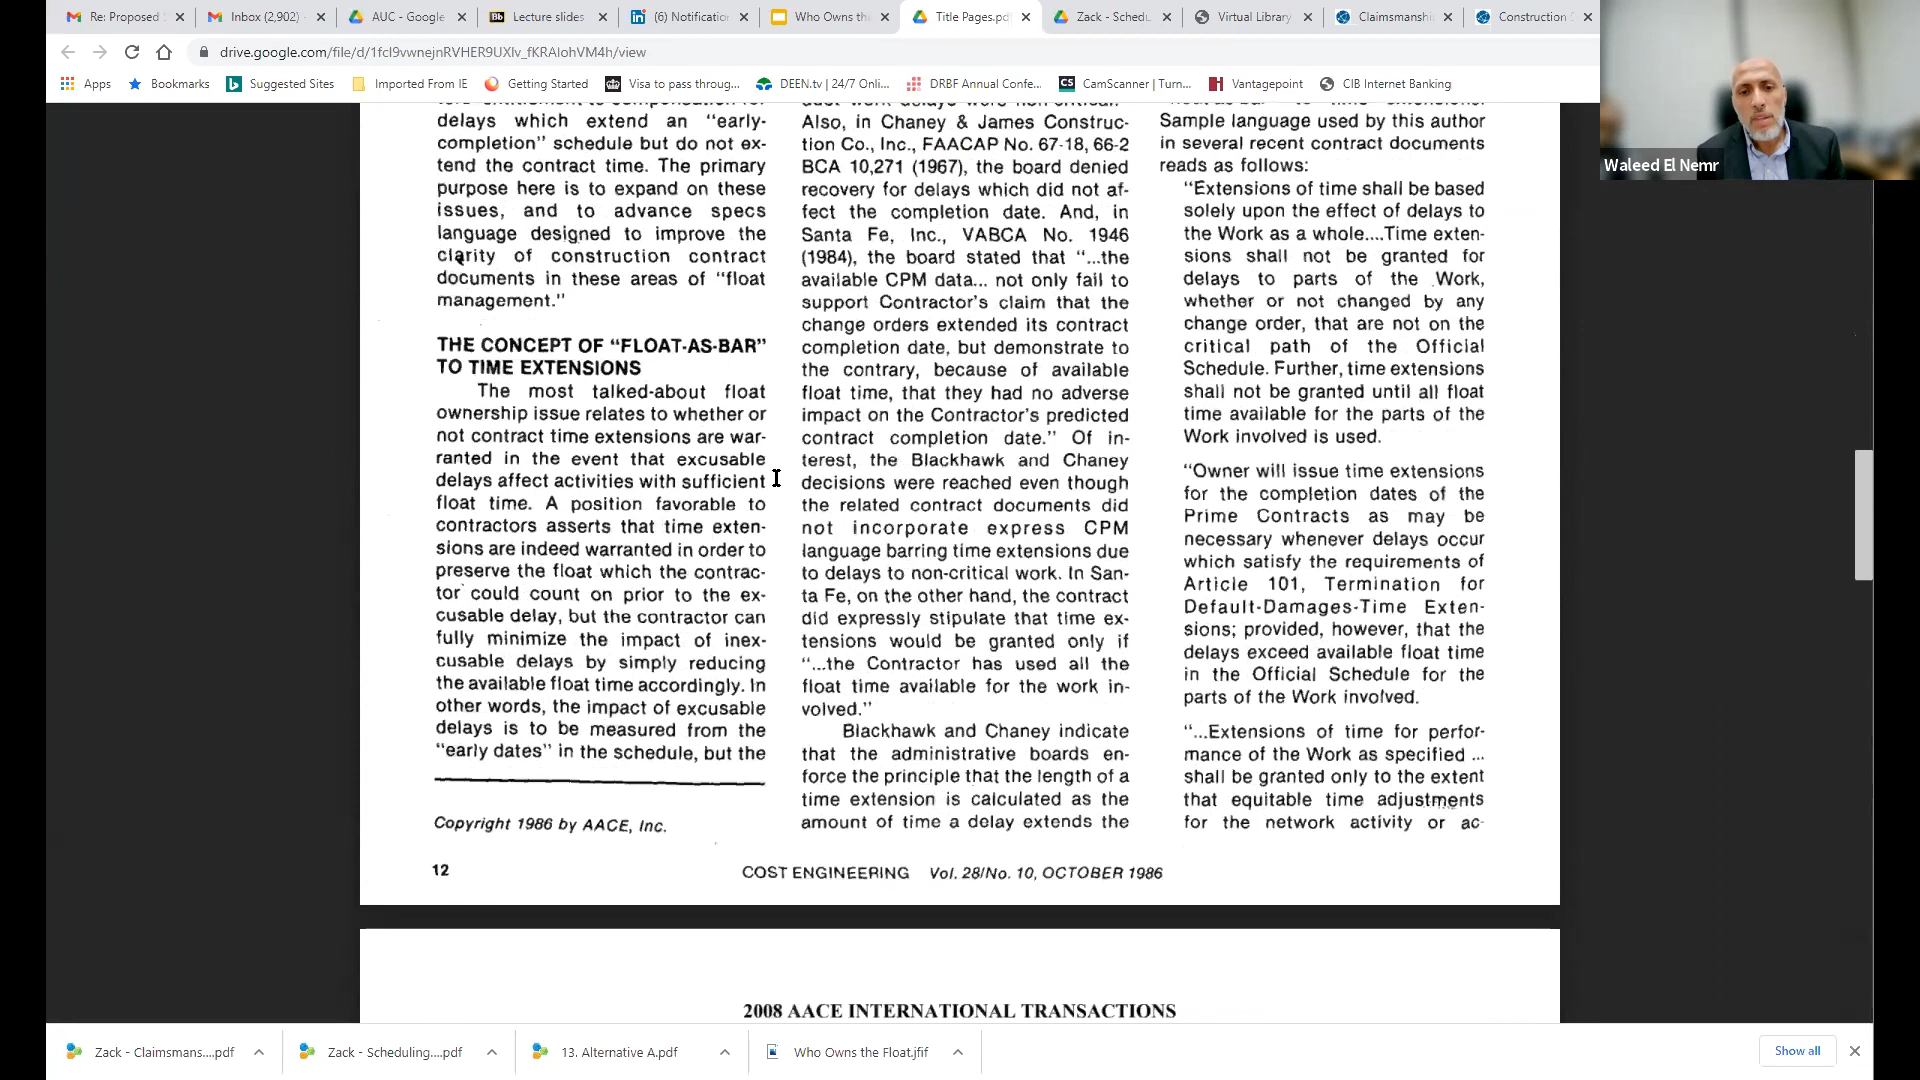 Re: Proposed
Inbox (2,902)
AUC - Google
Lecture slides
(6) Notificatio
Who Owns the
Title Pages.pd
Zack - Schedu
Virtual Library
Claimsmanshi
Construction
drive.google.com/file/d/1fcI9vwnejnRVHER9UXlv_fKRAIohVM4h/view
Apps
Bookmarks
Suggested Sites
Imported From IE
Getting Started
Visa to pass throug...
DEEN.tv | 24/7 Onli...
DRBF Annual Confe...
CamScanner | Turn...
Vantagepoint
CIB Internet Banking
Waleed El Nemr
tors' entitlement to compensation for
delays which extend an "early-
completion" schedule but do not ex-
tend the contract time. The primary
purpose here is to expand on these
issues, and to advance specs
language designed to improve the
clarity of construction contract
documents in these areas of "float
management."
THE CONCEPT OF "FLOAT-AS-BAR"
TO TIME EXTENSIONS
The most talked-about float
ownership issue relates to whether or
not contract time extensions are war-
ranted in the event that excusable
delays affect activities with sufficient
float time. A position favorable to
contractors asserts that time exten-
sions are indeed warranted in order to
preserve the float which the contrac-
tor could count on prior to the ex-
cusable delay, but the contractor can
fully minimize the impact of inex-
cusable delays by simply reducing
the available float time accordingly. In
other words, the impact of excusable
delays is to be measured from the
"early dates" in the schedule, but the
Copyright 1986 by AACE, Inc.
work delays were non-critical.
Also, in Chaney & James Construc-
tion Co., Inc., FAACAP No. 67-18, 66-2
BCA 10,271 (1967), the board denied
recovery for delays which did not af-
fect the completion date. And, in
Santa Fe, Inc., VABCA No. 1946
(1984), the board stated that "...the
available CPM data... not only fail to
support Contractor's claim that the
change orders extended its contract
completion date, but demonstrate to
the contrary, because of available
float time, that they had no adverse
impact on the Contractor's predicted
contract completion date." Of in-
terest, the Blackhawk and Chaney
decisions were reached even though
the related contract documents did
not incorporate express CPM
language barring time extensions due
to delays to non-critical work. In San-
ta Fe, on the other hand, the contract
did expressly stipulate that time ex-
tensions would be granted only if
"...the Contractor has used all the
float time available for the work in-
volved."
Blackhawk and Chaney indicate
that the administrative boards en-
force the principle that the length of a
time extension is calculated as the
amount of time a delay extends the
"float-as-bar" to time extensions.
Sample language used by this author
in several recent contract documents
reads as follows:
"Extensions of time shall be based
solely upon the effect of delays to
the Work as a whole....Time exten-
sions shall not be granted for
delays to parts of the Work,
whether or not changed by any
change order, that are not on the
critical path of the Official
Schedule. Further, time extensions
shall not be granted until all float
time available for the parts of the
Work involved is used.
"Owner will issue time extensions
for the completion dates of the
Prime Contracts as may be
necessary whenever delays occur
which satisfy the requirements of
Article 101, Termination for
Default-Damages-Time Exten-
sions; provided, however, that the
delays exceed available float time
in the Official Schedule for the
parts of the Work involved.
"...Extensions of time for perfor-
mance of the Work as specified ...
shall be granted only to the extent
that equitable time adjustments
for the network activity or ac-
12
COST ENGINEERING Vol. 28/No. 10, OCTOBER 1986
2008 AACE INTERNATIONAL TRANSACTIONS
Zack - Claimsmans....pdf
Zack - Scheduling....pdf
13. Alternative A.pdf
Who Owns the Float.jfif
Show all